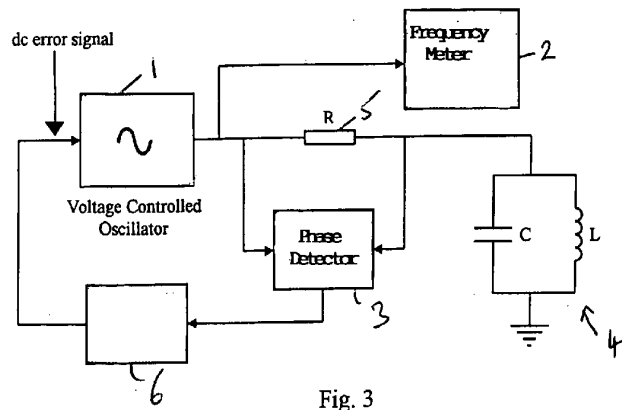 dc error signal
1
Frequency
Meter
2
R
5
Voltage Controlled
Oscillator
Phase
Detector
3
C
L
4
6
Fig. 3